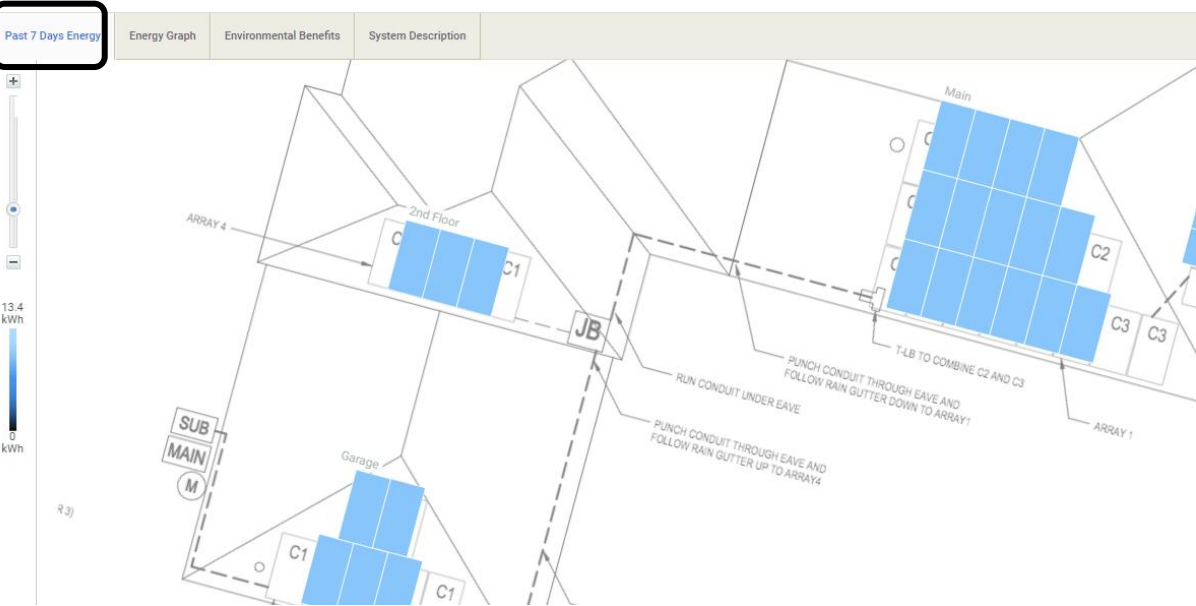 Past 7 Days Energy
Energy Graph
Environmental Benefits
System Description
Main
2nd Floor
ARRAY 4
C1
C2
C3
C3
JB
13.4
kWh
T-LB TO COMBINE C2 AND C3
PUNCH CONDUIT THROUGH EAVE AND
FOLLOW RAIN GUTTER DOWN TO ARRAY1
RUN CONDUIT UNDER EAVE
ARRAY 1
PUNCH CONDUIT THROUGH EAVE AND
FOLLOW RAIN GUTTER UP TO ARRAY4
SUB
MAIN
M
0
kWh
Garage
R 3)
C1
C1